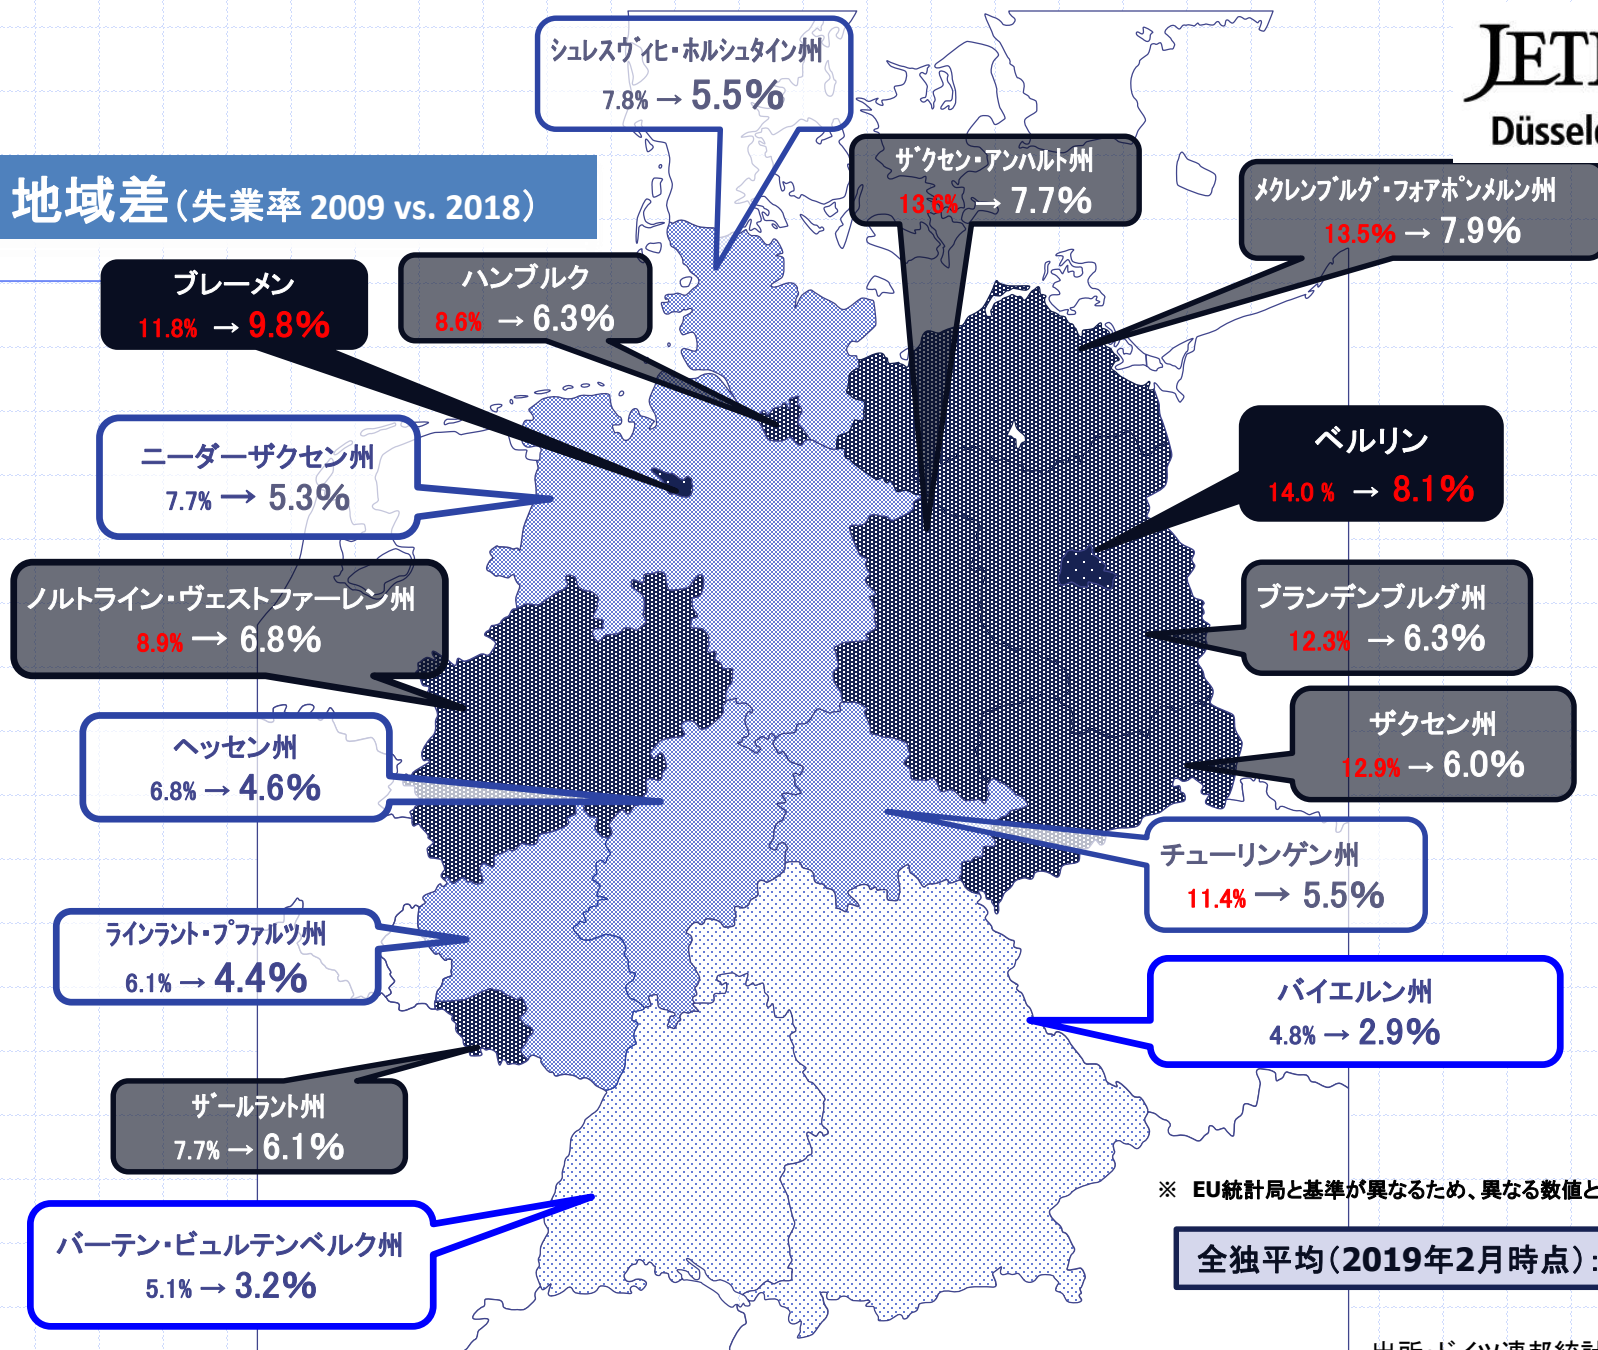 シュレスヴィヒ・ホルシュタイン州
7.8% → 5.5%
JET
Düssel
地域差（失業率 2009 vs. 2018）
ザクセン・アンハルト州
13.6% → 7.7%
メクレンブルグ・フォアポンメルン州
13.5% → 7.9%
ブレーメン
11.8% → 9.8%
ハンブルク
8.6% → 6.3%
ニーダーザクセン州
7.7% → 5.3%
ベルリン
14.0 % → 8.1%
ノルトライン・ヴェストファーレン州
8.9% → 6.8%
ブランデンブルグ州
12.3% → 6.3%
ヘッセン州
6.8% → 4.6%
ザクセン州
12.9% → 6.0%
チューリンゲン州
11.4% → 5.5%
ラインラント・プファルツ州
6.1% → 4.4%
バイエルン州
4.8% → 2.9%
ザールラント州
7.7% → 6.1%
※ EU統計局と基準が異なるため、異なる数値と
バーテン・ビュルテンベルク州
5.1% → 3.2%
全独平均（2019年2月時点）:
出所:ドイツ連邦統計